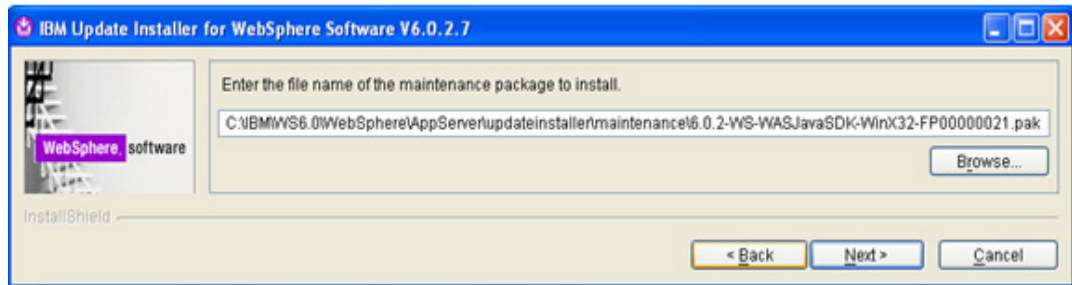 IBM Update Installer for WebSphere Software V6.0.2.7
Enter the file name of the maintenance package to install.
C:\IBM\WS6.0\WebSphere\AppServer\updateinstaller\maintenance\6.0.2-WS-WASJavaSDK-WinX32-FP00000021.pak
WebSphere. software
Browse...
InstallShield
< Back
Next >
Cancel